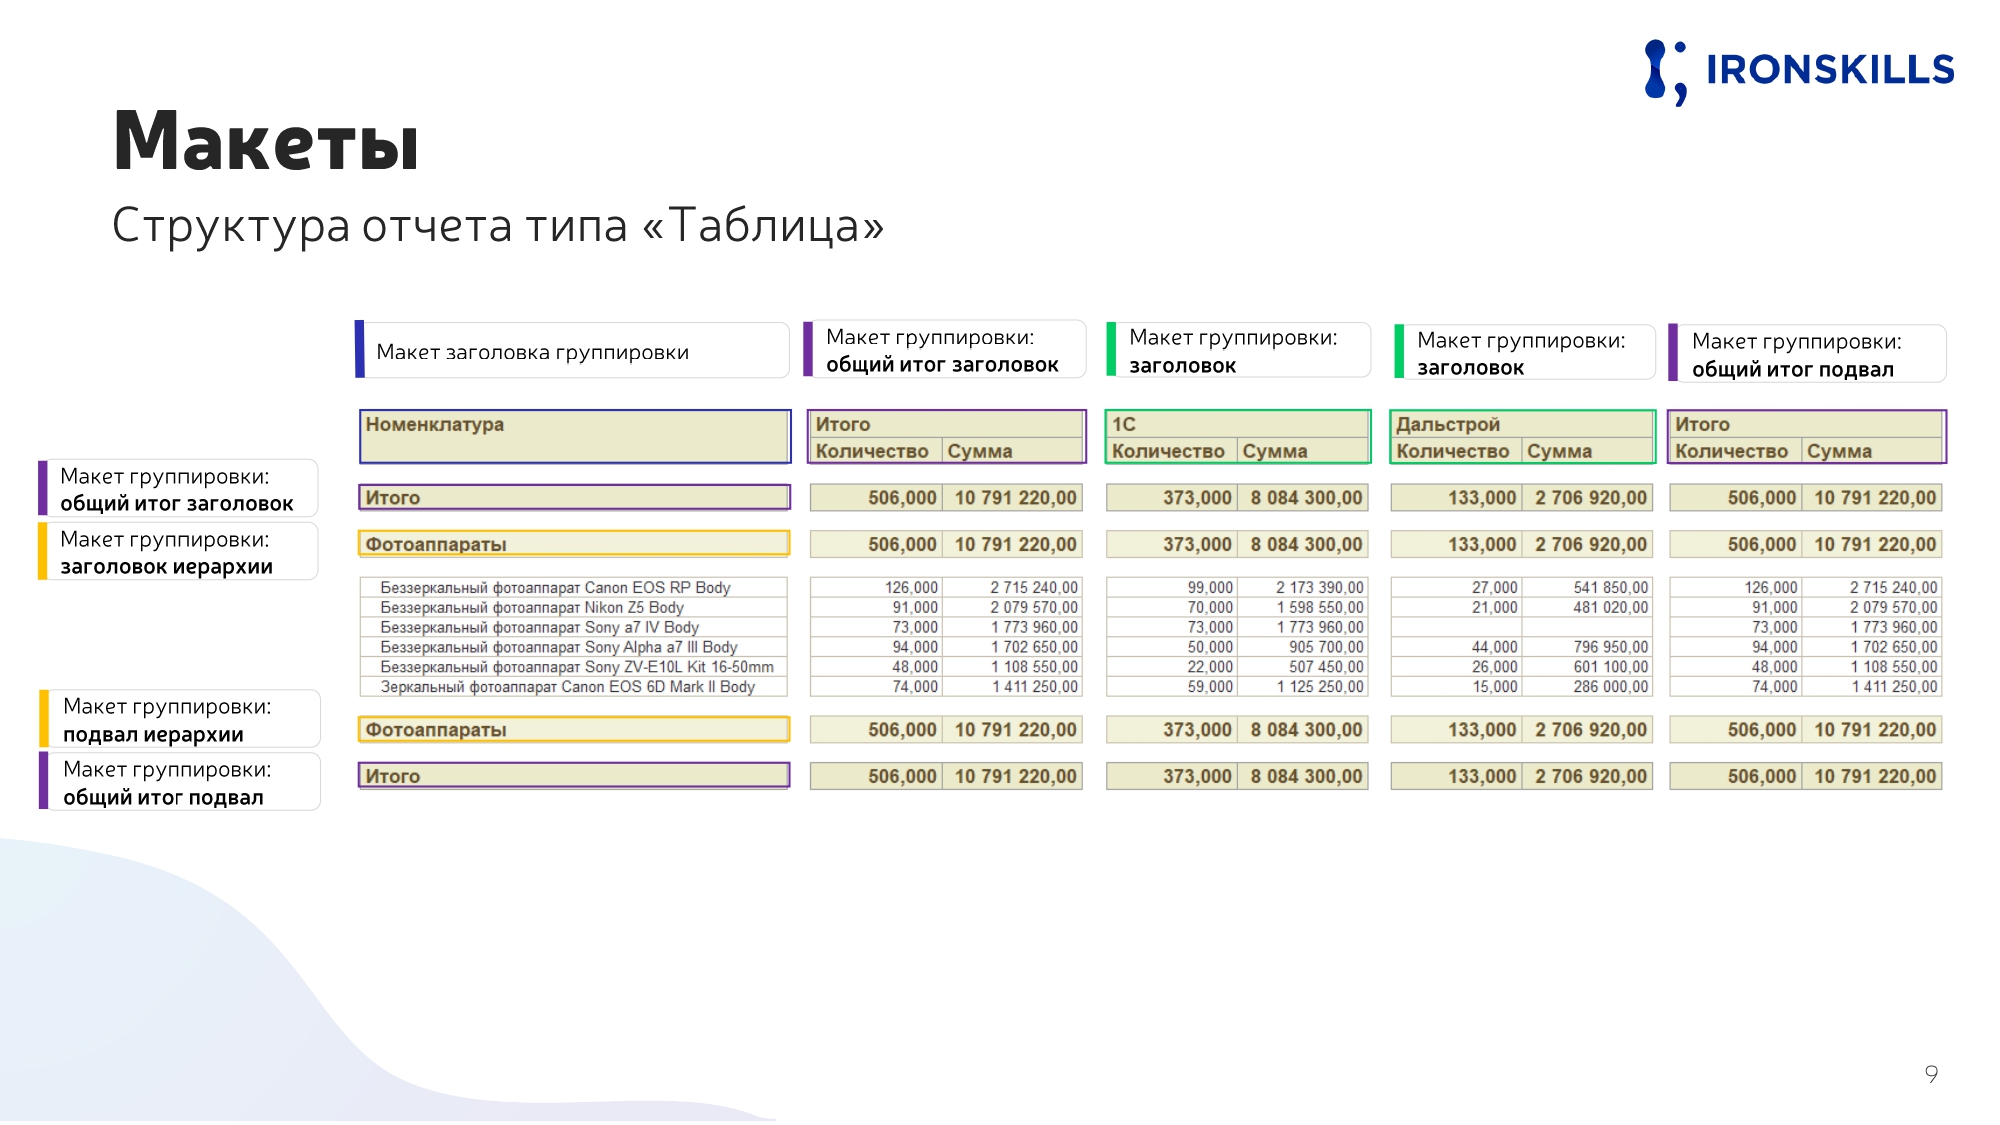 IRONSKILLS
Макеты
Структура отчета типа «Таблица»
Макет заголовка группировки
Макет группировки:
общий итог заголовок
Макет группировки:
заголовок
Макет группировки:
заголовок
Макет группировки:
общий итог подвал
Номенклатура Итого 1С Дальстрой Итого
Количество Сумма Количество Сумма Количество Сумма Количество Сумма
Макет группировки:
общий итог заголовок
Итого 506,000 10 791 220,00 373,000 8 084 300,00 133,000 2 706 920,00 506,000 10 791 220,00
Макет группировки:
заголовок иерархии
Фотоаппараты 506,000 10 791 220,00 373,000 8 084 300,00 133,000 2 706 920,00 506,000 10 791 220,00
Беззеркальный фотоаппарат Canon EOS RP Body 126,000 2 715 240,00 99,000 2 173 390,00 27,000 541 850,00 126,000 2 715 240,00
Беззеркальный фотоаппарат Nikon Z5 Body 91,000 2 079 570,00 70,000 1 598 550,00 21,000 481 020,00 91,000 2 079 570,00
Беззеркальный фотоаппарат Sony a7 IV Body 73,000 1 773 960,00 73,000 1 773 960,00 73,000 1 773 960,00
Беззеркальный фотоаппарат Sony Alpha a7 III Body 94,000 1 702 650,00 50,000 905 700,00 44,000 796 950,00 94,000 1 702 650,00
Беззеркальный фотоаппарат Sony ZV-E10L Kit 16-50mm 48,000 1 108 550,00 22,000 507 450,00 26,000 601 100,00 48,000 1 108 550,00
Зеркальный фотоаппарат Canon EOS 6D Mark II Body 74,000 1 411 250,00 59,000 1 125 250,00 15,000 286 000,00 74,000 1 411 250,00
Макет группировки:
подвал иерархии
Фотоаппараты 506,000 10 791 220,00 373,000 8 084 300,00 133,000 2 706 920,00 506,000 10 791 220,00
Макет группировки:
общий итог подвал
Итого 506,000 10 791 220,00 373,000 8 084 300,00 133,000 2 706 920,00 506,000 10 791 220,00
9